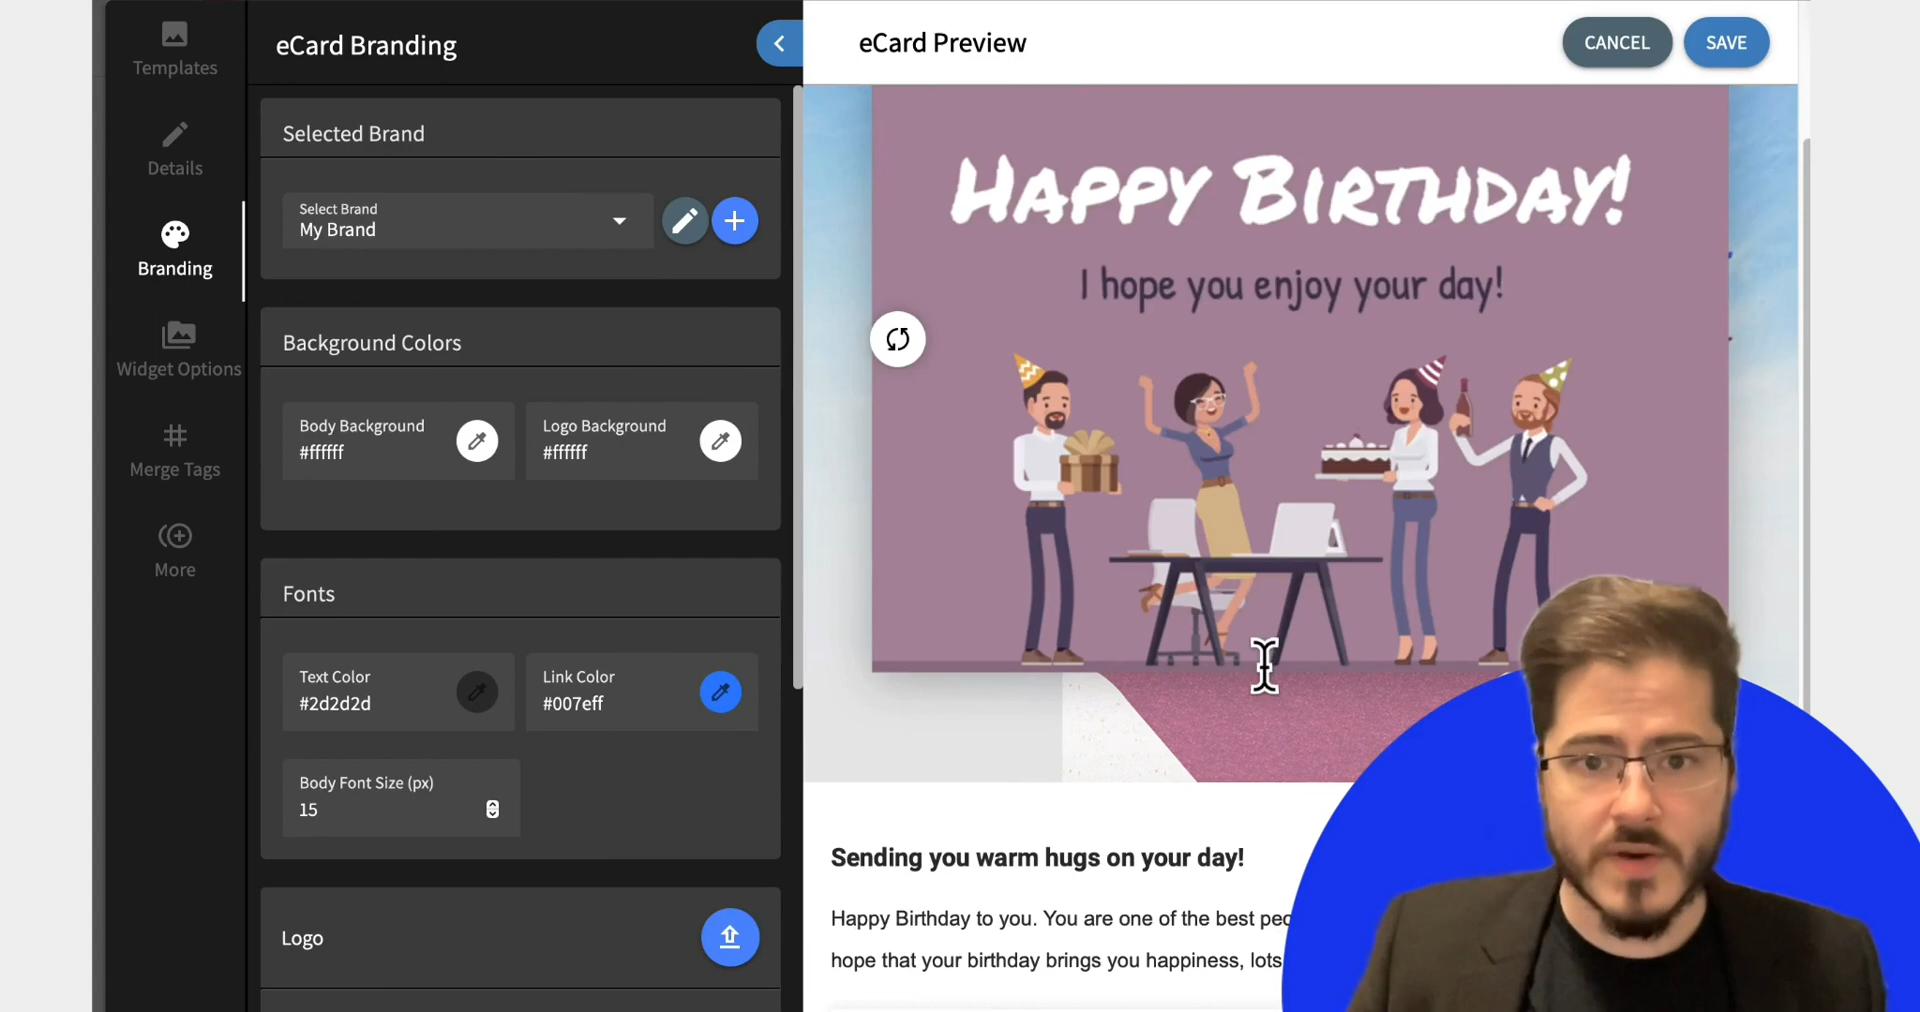 Templates
Details
Branding
Widget Options
Merge Tags
More
eCard Branding
Selected Brand
Select Brand
My Brand
Background Colors
Body Background
#ffffff
Logo Background
#ffffff
Fonts
Text Color
#2d2d2d
Link Color
#007eff
Body Font Size (px)
15
Logo
eCard Preview
CANCEL
SAVE
HAPPY BIRTHDAY!
I hope you enjoy your day!
Sending you warm hugs on your day!
Happy Birthday to you. You are one of the best
hope that your birthday brings you happiness, lots